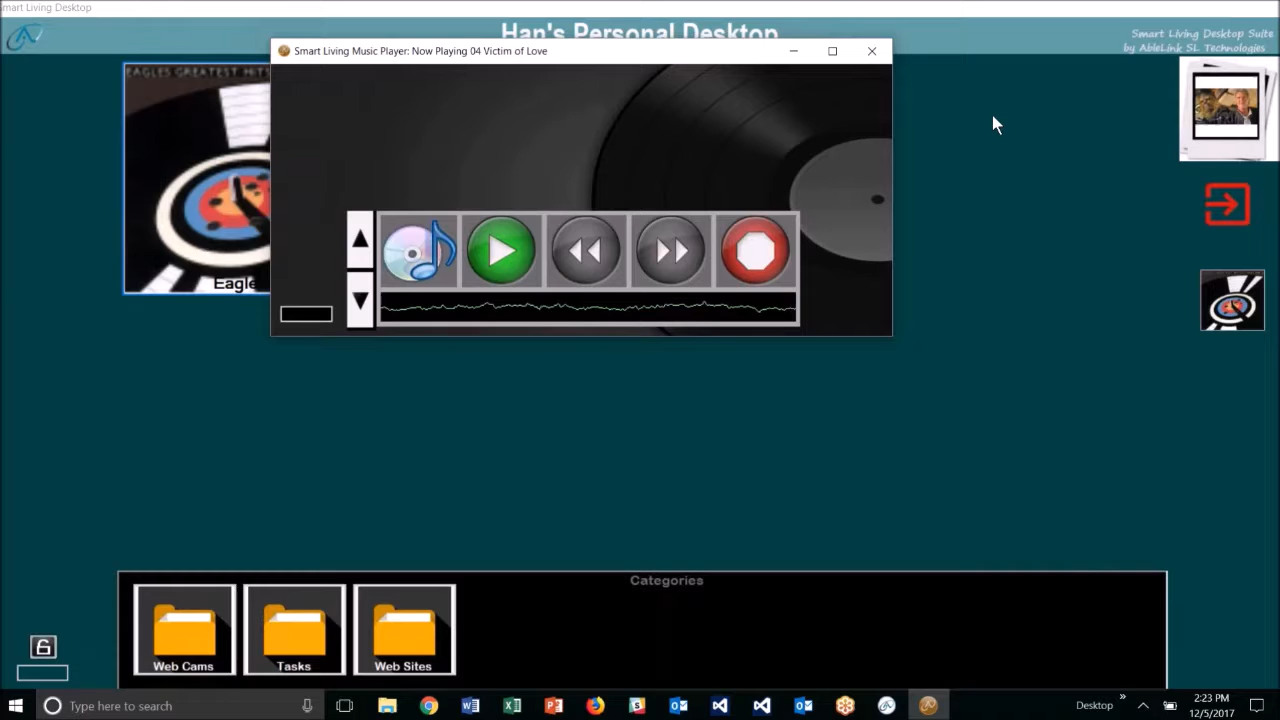 Smart Living Desktop
Han's Personal Desktop
Smart Living Desktop Suite
by AbleLink SL Technologies
EAGLES GREATEST HITS
Eagle
Smart Living Music Player: Now Playing 04 Victim of Love
Categories
Web Cams
Tasks
Web Sites
Type here to search
Desktop
2:23 PM
12/5/2017